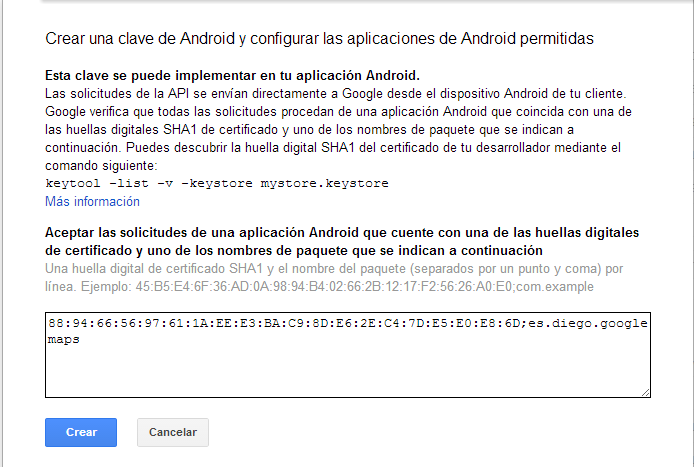 Crear una clave de Android y configurar las aplicaciones de Android permitidas
Esta clave se puede implementar en tu aplicación Android.
Las solicitudes de la API se envían directamente a Google desde el dispositivo Android de tu cliente.
Google verifica que todas las solicitudes procedan de una aplicación Android que coincida con una de
las huellas digitales SHA1 de certificado y uno de los nombres de paquete que se indican a
continuación. Puedes descubrir la huella digital SHA1 del certificado de tu desarrollador mediante el
comando siguiente:
keytool -list -v -keystore mystore.keystore
Más información
Aceptar las solicitudes de una aplicación Android que cuente con una de las huellas digitales
de certificado y uno de los nombres de paquete que se indican a continuación
Una huella digital de certificado SHA1 y el nombre del paquete (separados por un punto y coma) por
línea. Ejemplo: 45:B5:E4:6F:36:AD:0A:98:94:B4:02:66:2B:12:17:F2:56:26:A0:E0;com.example
88:94:66:56:97:61:1A:EE:E3:BA:C9:8D:E6:2E:C4:7D:E5:E0:E8:6D;es.diego.google
maps
Crear
Cancelar